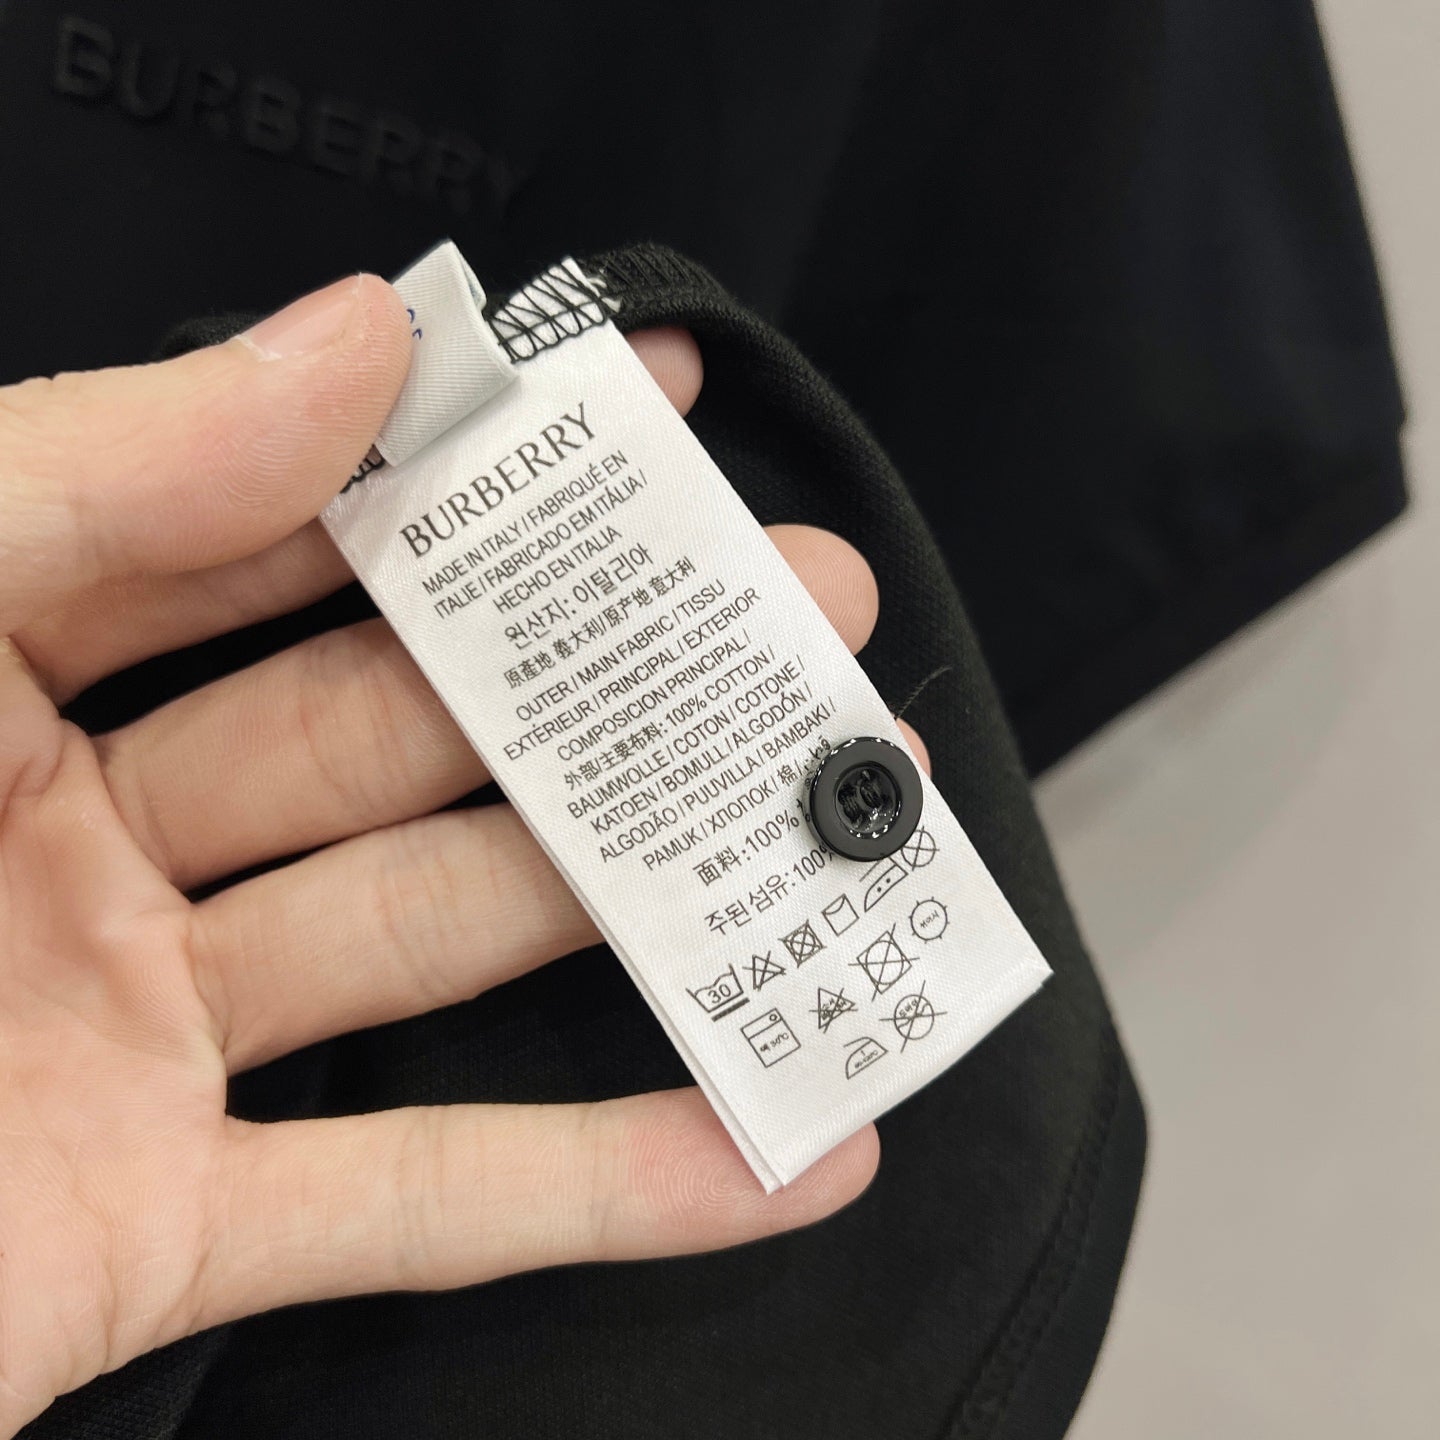 BURBERRY
BURBERRY
MADE IN ITALY / FABRIQUÉ EN
ITALIE / FABRICADO EM ITÁLIA /
HECHO EN ITALIA
원산지: 이탈리아
原產地 義大利/原产地 意大利
OUTER / MAIN FABRIC / TISSU
EXTÉRIEUR / PRINCIPAL / EXTERIOR
COMPOSICION PRINCIPAL /
外部/主要布料: 100% COTTON /
BAUMWOLLE / COTON / COTONE /
KATOEN / BOMULL / ALGODÓN /
ALGODÃO / PUUVILLA / BAMBAKI /
PAMUK / ХЛОПОК / 棉 /
面料: 100%
주된 섬유: 100%
30